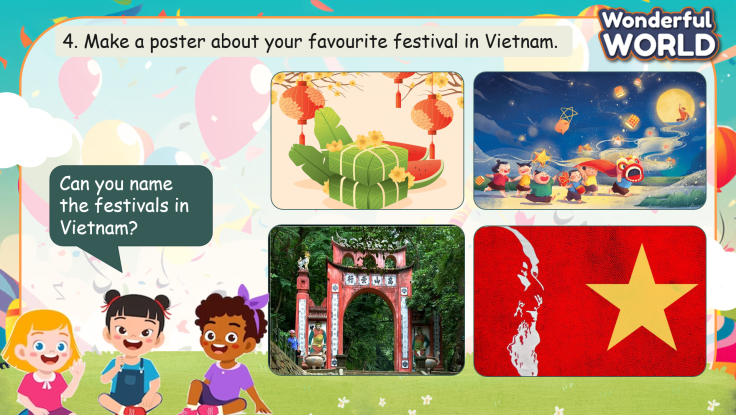 4. Make a poster about your favourite festival in Vietnam.
Wonderful
WORLD
Can you name
the festivals in
Vietnam?